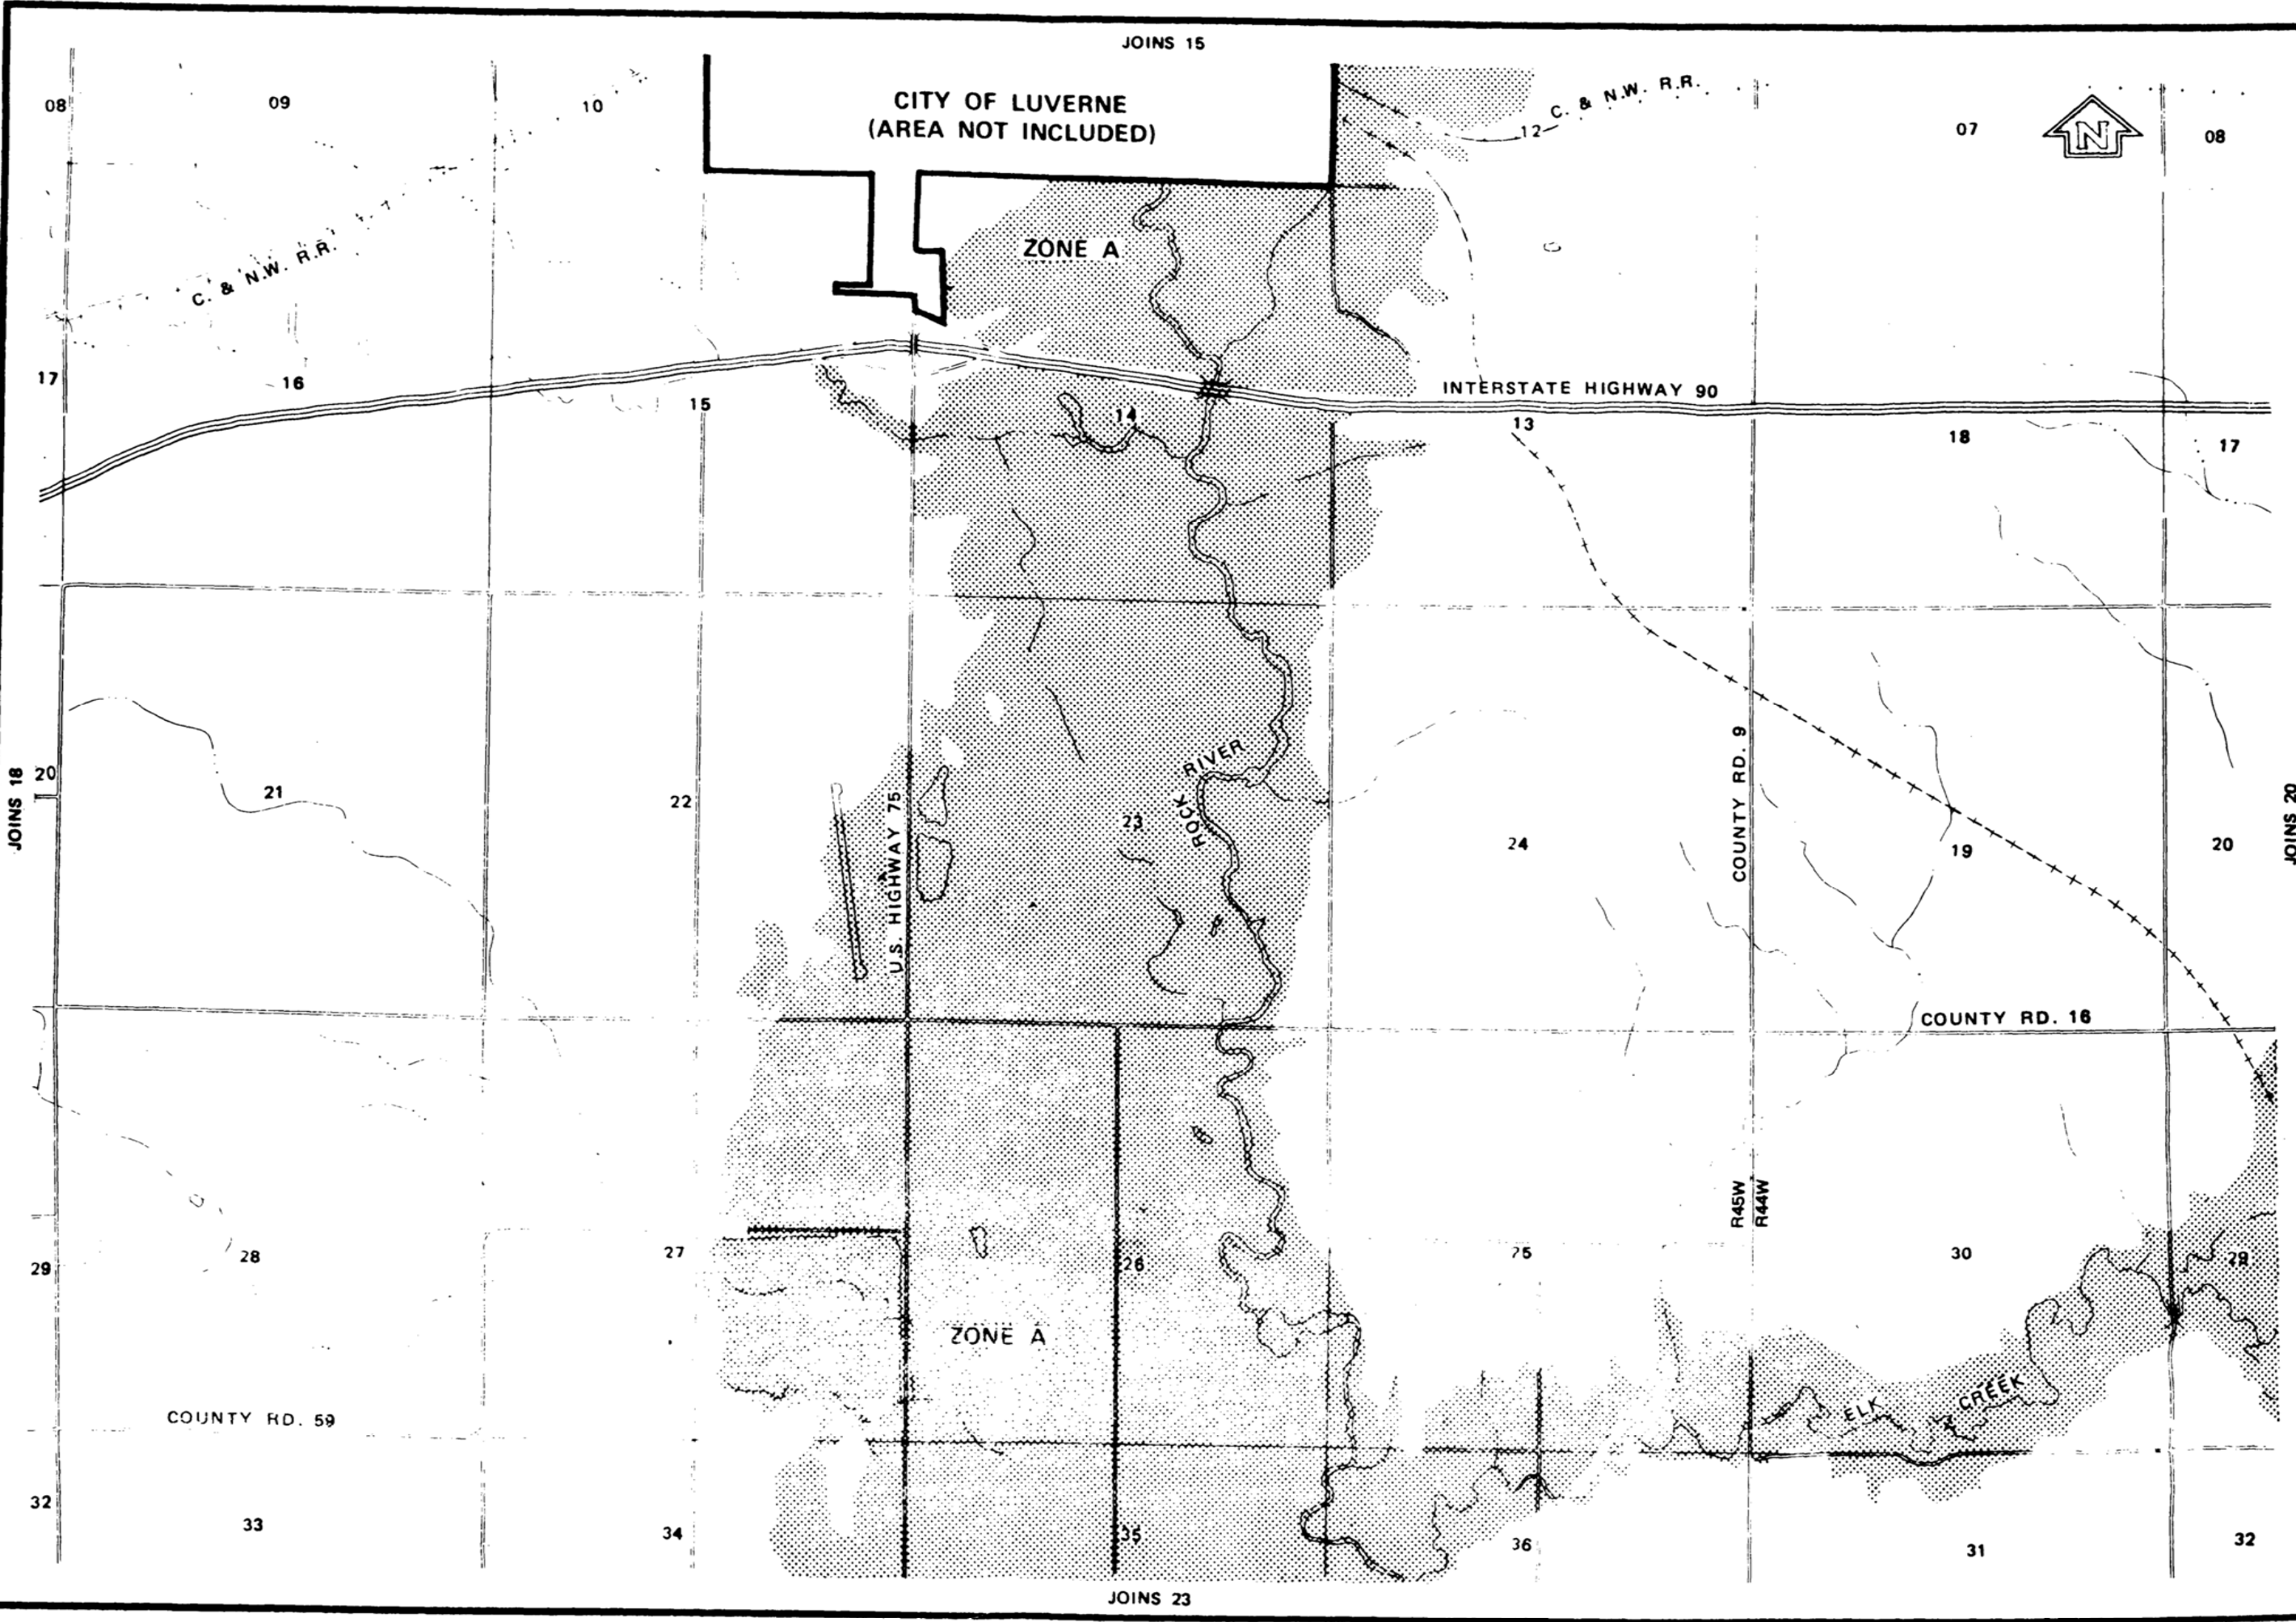 JOINS 15
CITY OF LUVERNE
(AREA NOT INCLUDED)
08
09
10
12
C. & N.W. R.R.
07
N
08
C. & N.W. R.R.
ZONE A
17
16
15
14
INTERSTATE HIGHWAY 90
13
18
17
JOINS 18
20
21
22
U.S. HIGHWAY 75
23
ROCK RIVER
24
COUNTY RD. 9
19
20
JOINS 20
COUNTY RD. 16
R45W
R44W
29
28
27
26
25
30
29
ZONE A
ELK CREEK
COUNTY RD. 59
32
33
34
35
36
31
32
JOINS 23